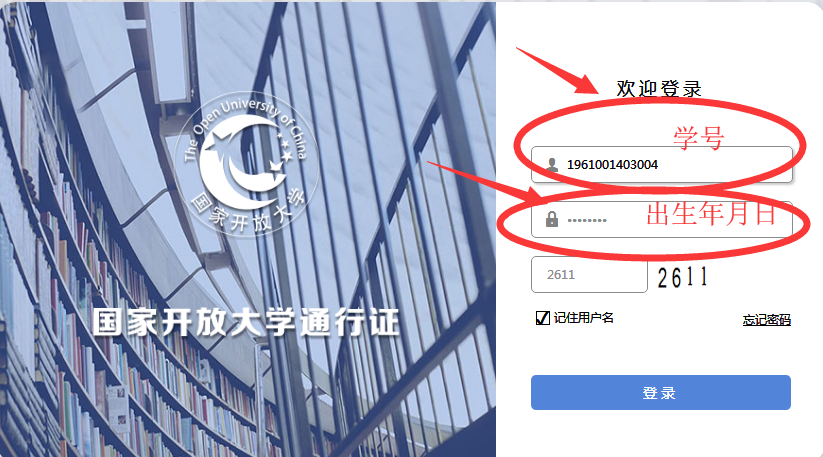 The Open University of China
国家开放大学
国家开放大学通行证
欢迎登录
学号
1961001403004
出生年月日
2611
2611
记住用户名
忘记密码
登录